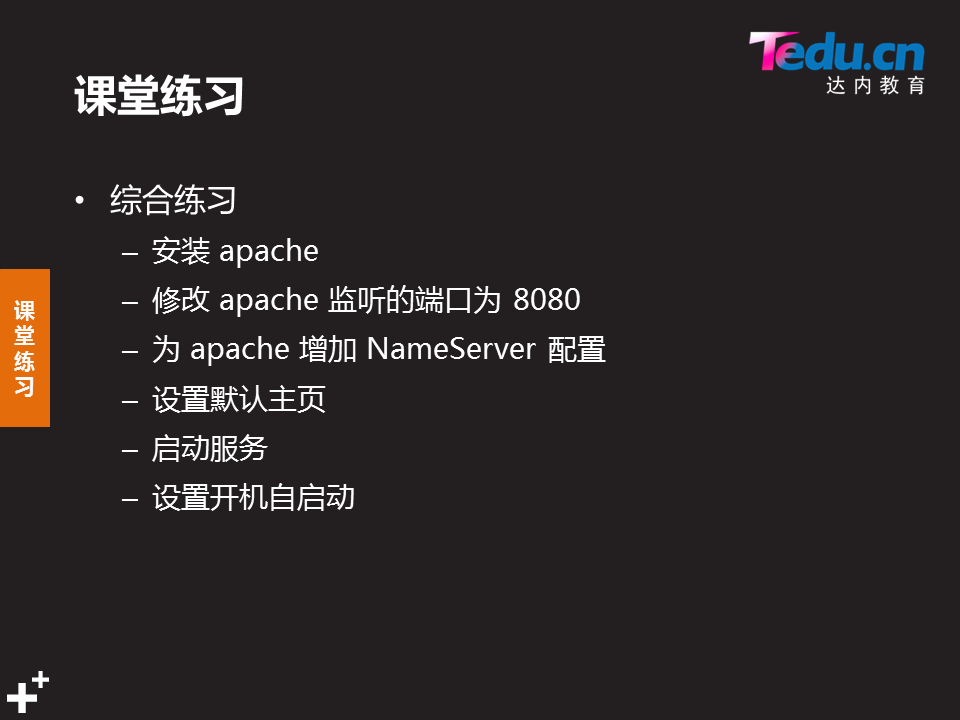 Tedu.cn
达内教育
课堂练习
• 综合练习
– 安装 apache
– 修改 apache 监听的端口为 8080
– 为 apache 增加 NameServer 配置
– 设置默认主页
– 启动服务
– 设置开机自启动
课
堂
练
习